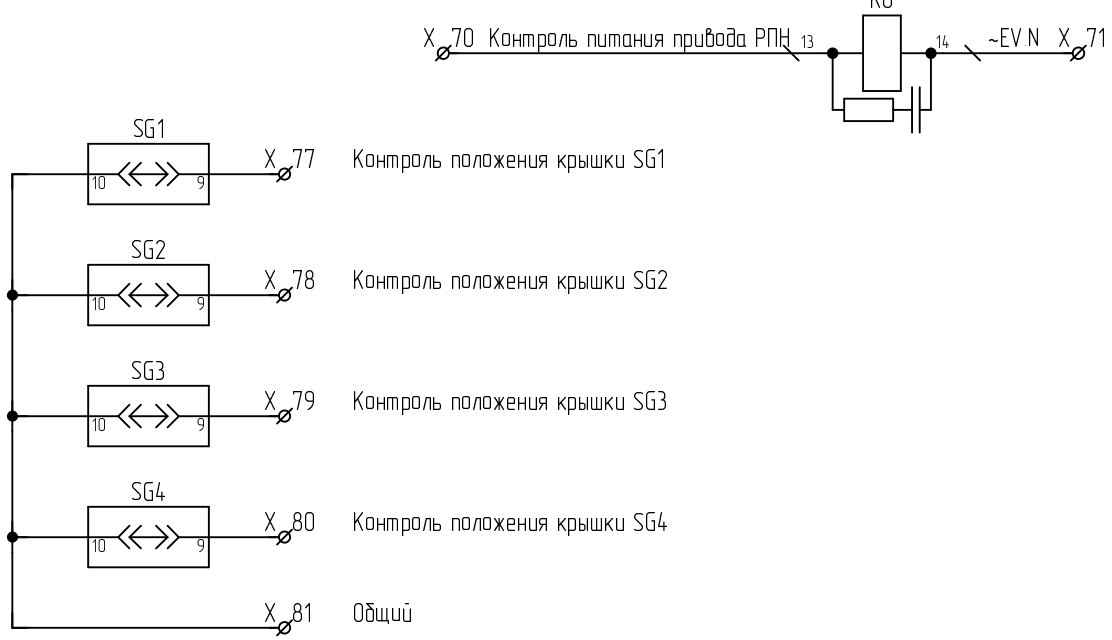 X 70 Контроль питания привода РПН 13 14 ~EV.N X 71
SG1
X 77 Контроль положения крышки SG1
10 9
SG2
X 78 Контроль положения крышки SG2
10 9
SG3
X 79 Контроль положения крышки SG3
10 9
SG4
X 80 Контроль положения крышки SG4
10 9
X 81 Общий